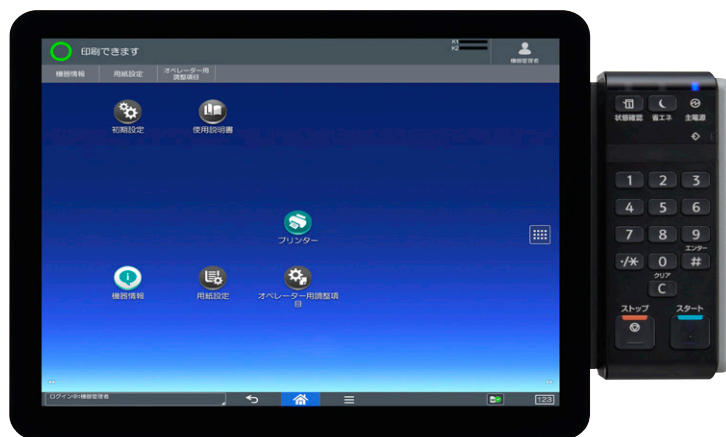 印刷できます
K1
K2
機器管理者
機器情報
用紙設定
オペレーター用
調整項目
初期設定
使用説明書
プリンター
機器情報
用紙設定
オペレーター用調整項
目
ログイン中:機器管理者
123
状態確認
省エネ
主電源
1 2 3
4 5 6
7 8 9
エンター
・/* 0 #
クリア
C
ストップ
スタート